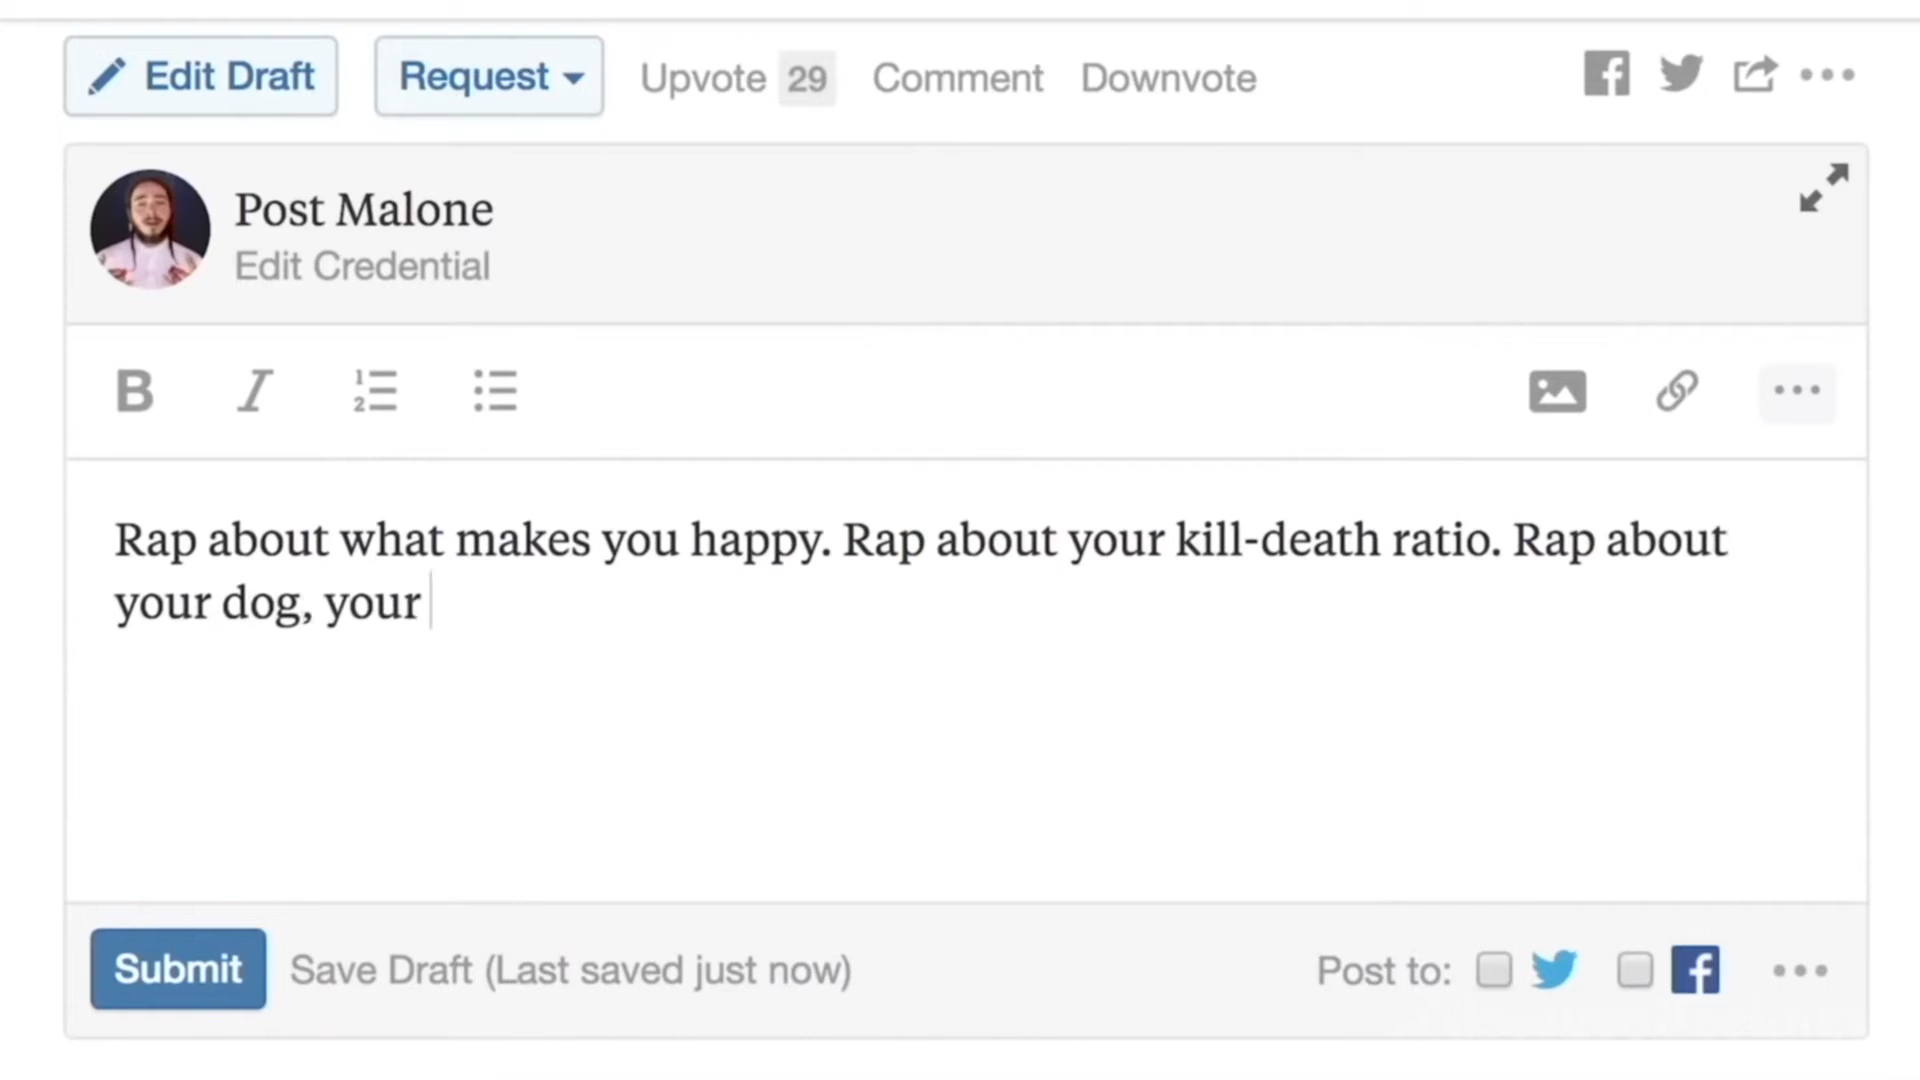 Edit Draft Request Upvote 29 Comment Downvote
Post Malone
Edit Credential
B I
Rap about what makes you happy. Rap about your kill-death ratio. Rap about
your dog, your
Submit Save Draft (Last saved just now) Post to: